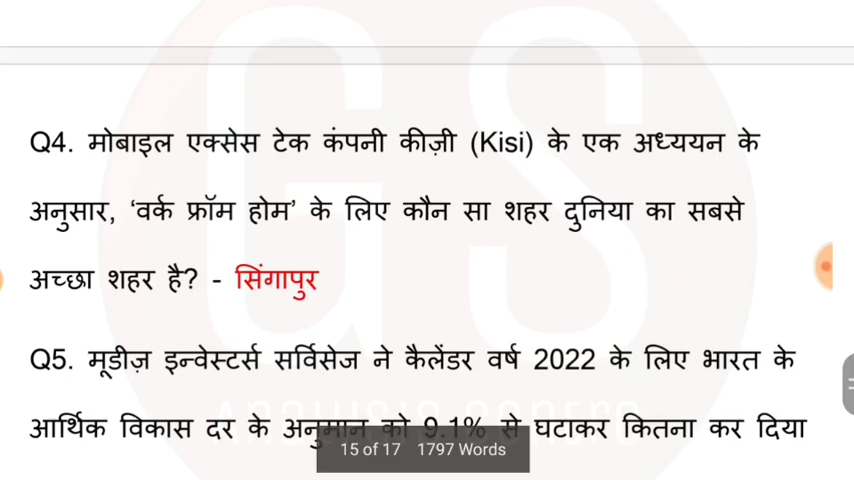 Q4. मोबाइल एक्सेस टेक कंपनी कीज़ी (Kisi) के एक अध्ययन के
अनुसार, ‘वर्क फ्रॉम होम’ के लिए कौन सा शहर दुनिया का सबसे
अच्छा शहर है? - सिंगापुर
Q5. मूडीज़ इन्वेस्टर्स सर्विसेज ने कैलेंडर वर्ष 2022 के लिए भारत के
आर्थिक विकास दर के अनुमान को 9.1% से घटाकर कितना कर दिया
15 of 17 1797 Words
GS